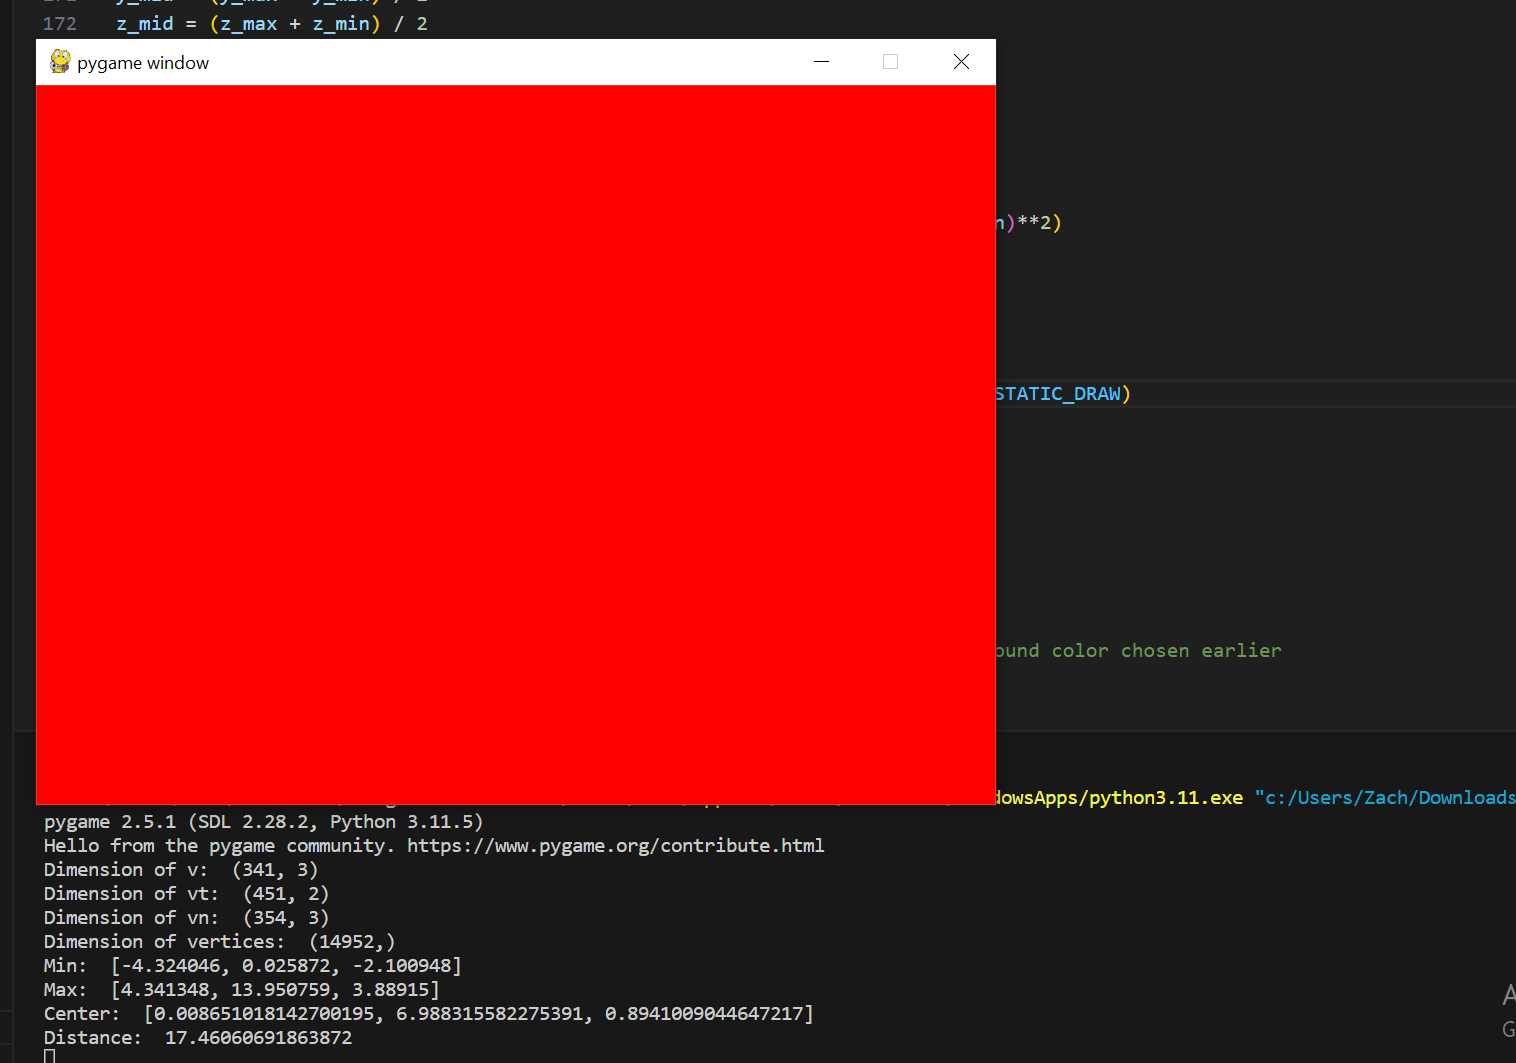 172 z_mid = (z_max + z_min) / 2
pygame window
n)**2)
STATIC_DRAW)
ound color chosen earlier
dowsApps/python3.11.exe "c:/Users/Zach/Downloads
pygame 2.5.1 (SDL 2.28.2, Python 3.11.5)
Hello from the pygame community. https://www.pygame.org/contribute.html
Dimension of v:  (341, 3)
Dimension of vt:  (451, 2)
Dimension of vn:  (354, 3)
Dimension of vertices:  (14952,)
Min:  [-4.324046, 0.025872, -2.100948]
Max:  [4.341348, 13.950759, 3.88915]
Center:  [0.008651018142700195, 6.988315582275391, 0.8941009044647217]
Distance:  17.46060691863872